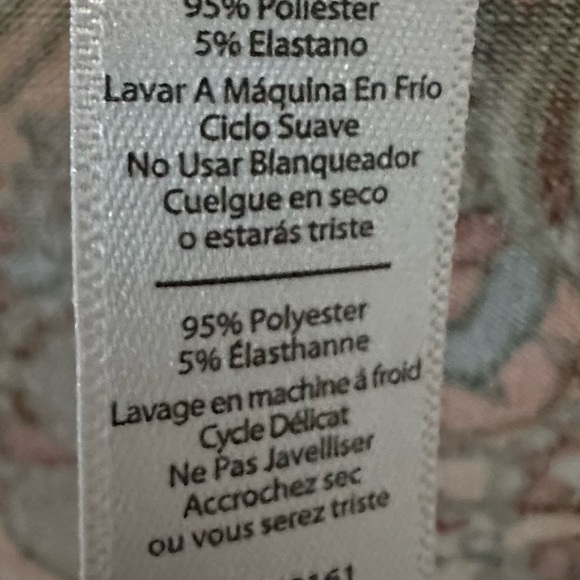 95% Poliéster
5% Elastano
Lavar A Máquina En Frío
Ciclo Suave
No Usar Blanqueador
Cuelgue en seco
o estarás triste
95% Polyester
5% Élasthanne
Lavage en machine á froid
Cycle Délicat
Ne Pas Javelliser
Accrochez sec
ou vous serez triste